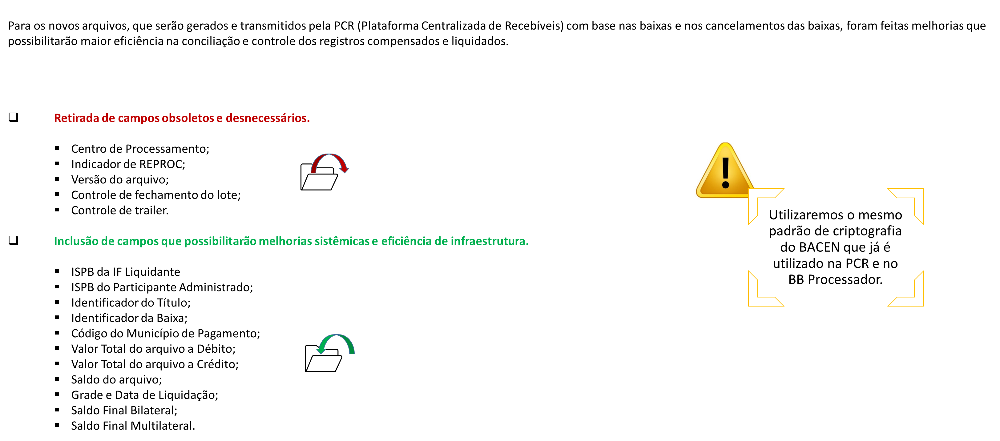 Para os novos arquivos, que serão gerados e transmitidos pela PCR (Plataforma Centralizada de Recebíveis) com base nas baixas e nos cancelamentos das baixas, foram feitas melhorias que
possibilitarão maior eficiência na conciliação e controle dos registros compensados e liquidados.
Retirada de campos obsoletos e desnecessários.
Centro de Processamento;
Indicador de REPROC;
Versão do arquivo;
Controle de fechamento do lote;
Controle de trailer.
Inclusão de campos que possibilitarão melhorias sistêmicas e eficiência de infraestrutura.
ISPB da IF Liquidante
ISPB do Participante Administrado;
Identificador do Título;
Identificador da Baixa;
Código do Município de Pagamento;
Valor Total do arquivo a Débito;
Valor Total do arquivo a Crédito;
Saldo do arquivo;
Grade e Data de Liquidação;
Saldo Final Bilateral;
Saldo Final Multilateral.
Utilizaremos o mesmo
padrão de criptografia
do BACEN que já é
utilizado na PCR e no
BB Processador.